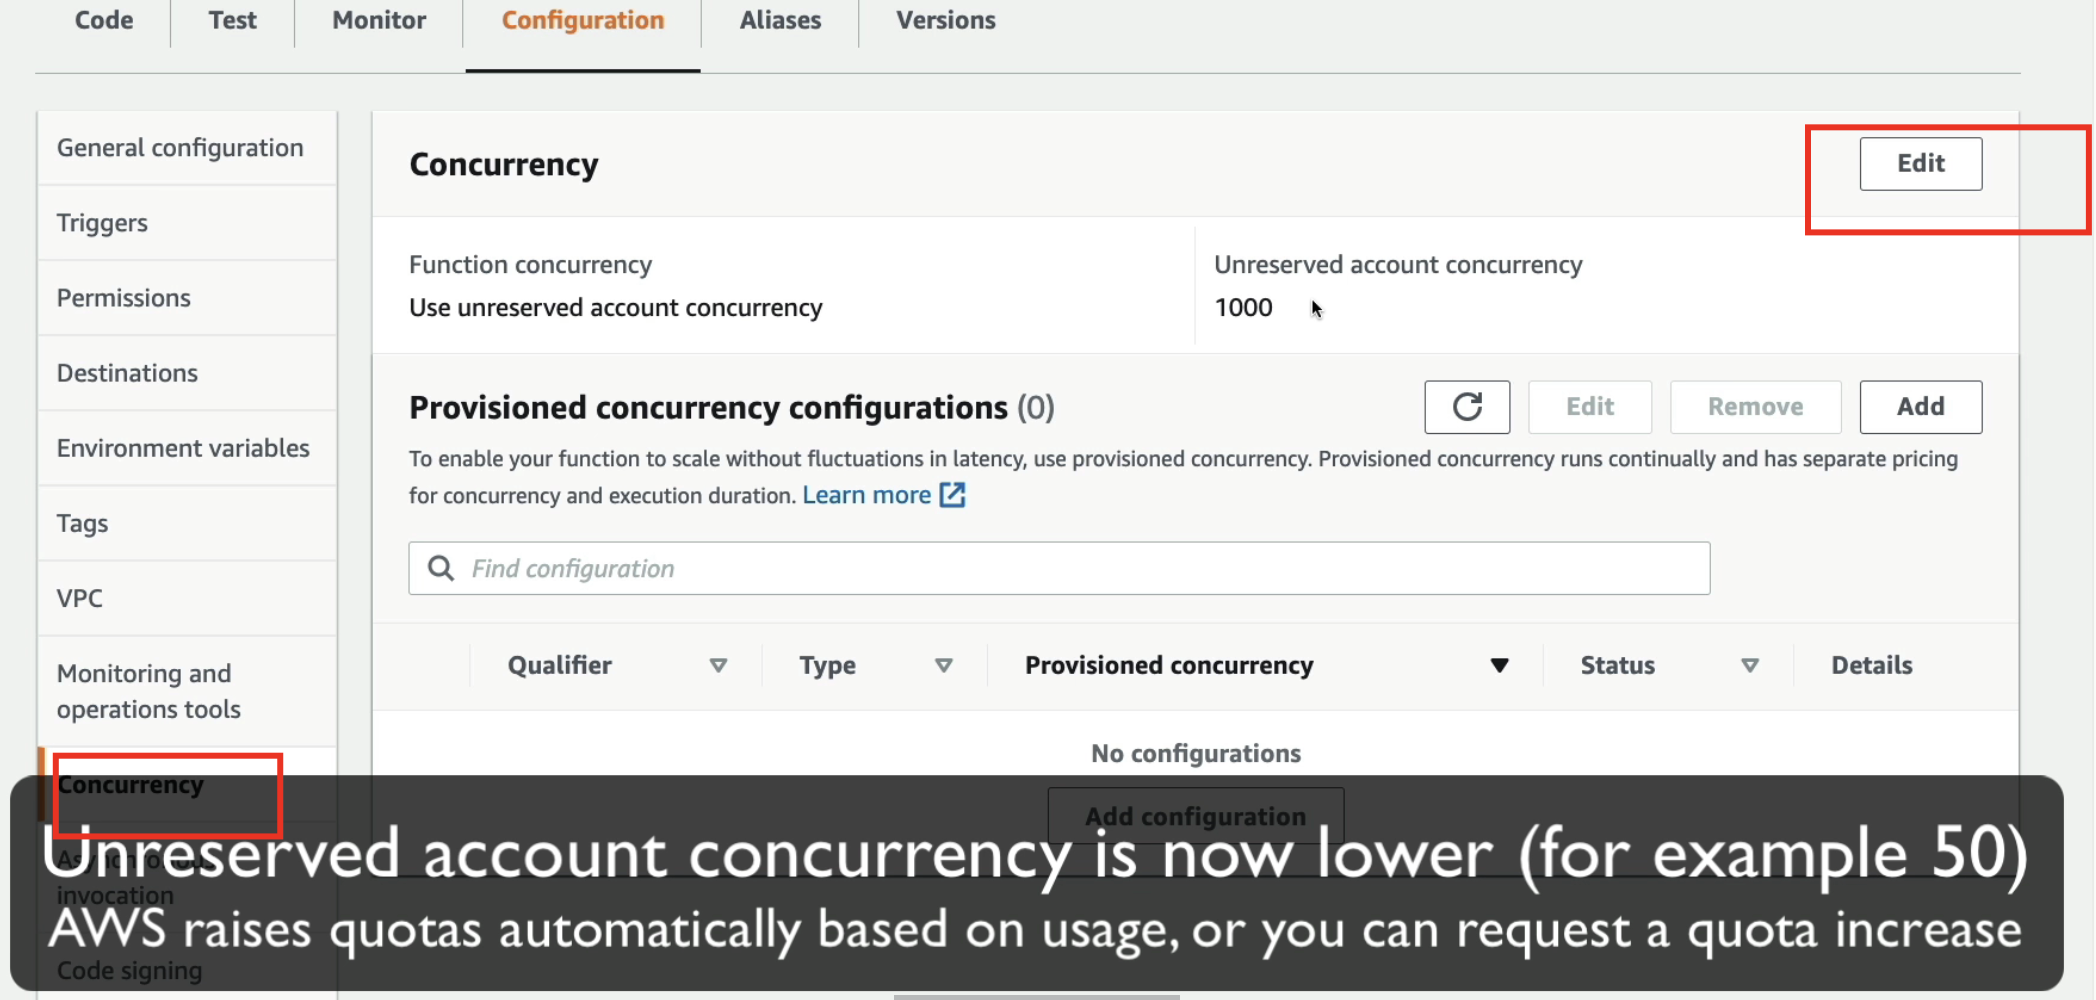 Code Test Monitor Configuration Aliases Versions
General configuration
Triggers
Permissions
Destinations
Environment variables
Tags
VPC
Monitoring and
operations tools
Concurrency
Asynchronous
invocation
Code signing
Concurrency
Edit
Function concurrency
Use unreserved account concurrency
Unreserved account concurrency
1000
Provisioned concurrency configurations (0)
Edit Remove Add
To enable your function to scale without fluctuations in latency, use provisioned concurrency. Provisioned concurrency runs continually and has separate pricing
for concurrency and execution duration. Learn more
Find configuration
Qualifier Type Provisioned concurrency Status Details
No configurations
Add configuration
Unreserved account concurrency is now lower (for example 50)
AWS raises quotas automatically based on usage, or you can request a quota increase